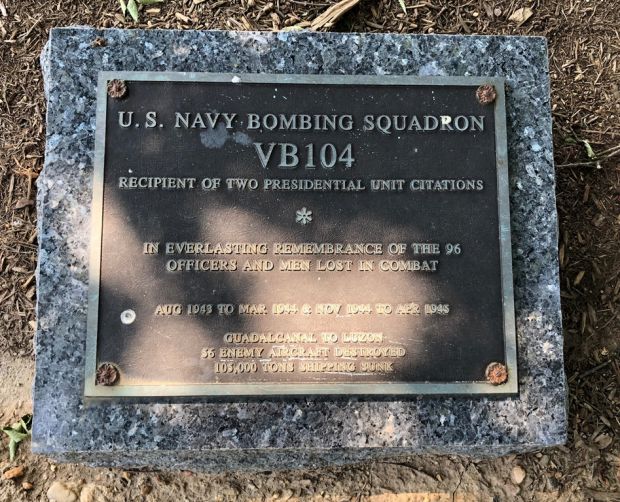 U.S. NAVY BOMBING SQUADRON
VB104
RECIPIENT OF TWO PRESIDENTIAL UNIT CITATIONS
IN EVERLASTING REMEMBRANCE OF THE 96
OFFICERS AND MEN LOST IN COMBAT
AUG 1943 TO MAR 1944 & NOV 1944 TO APR 1945
GUADALCANAL TO LUZON
ENEMY AIRCRAFT DESTROYED
105,000 TONS SHIPPING SUNK